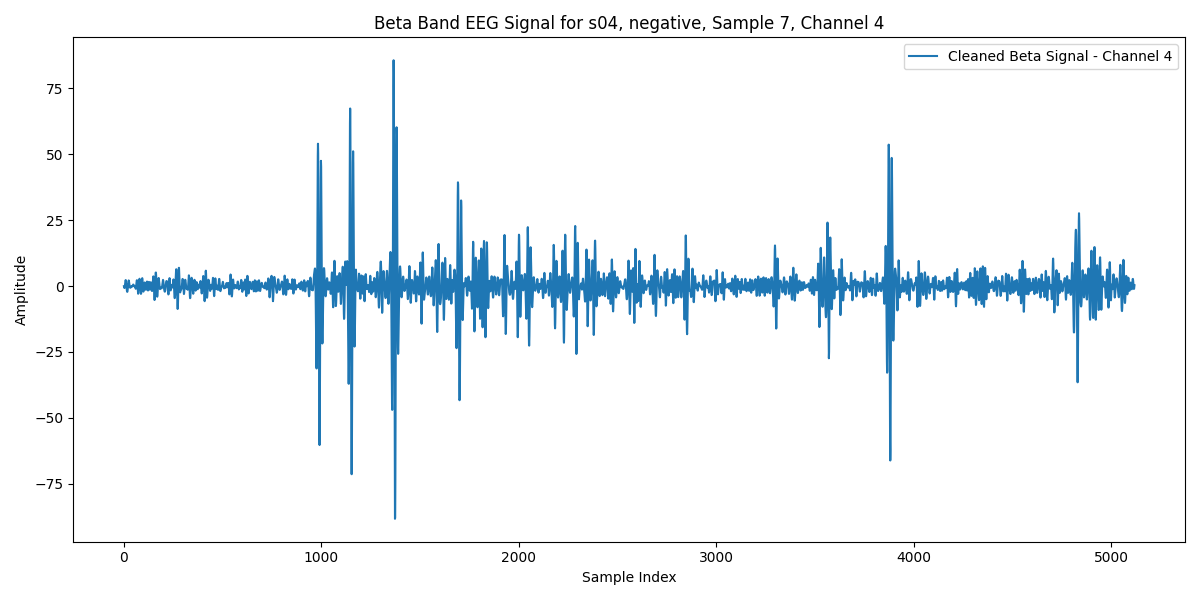 Beta Band EEG Signal for s04, negative, Sample 7, Channel 4
Cleaned Beta Signal - Channel 4
Amplitude
75
50
25
0
−25
−50
−75
0 1000 2000 3000 4000 5000
Sample Index